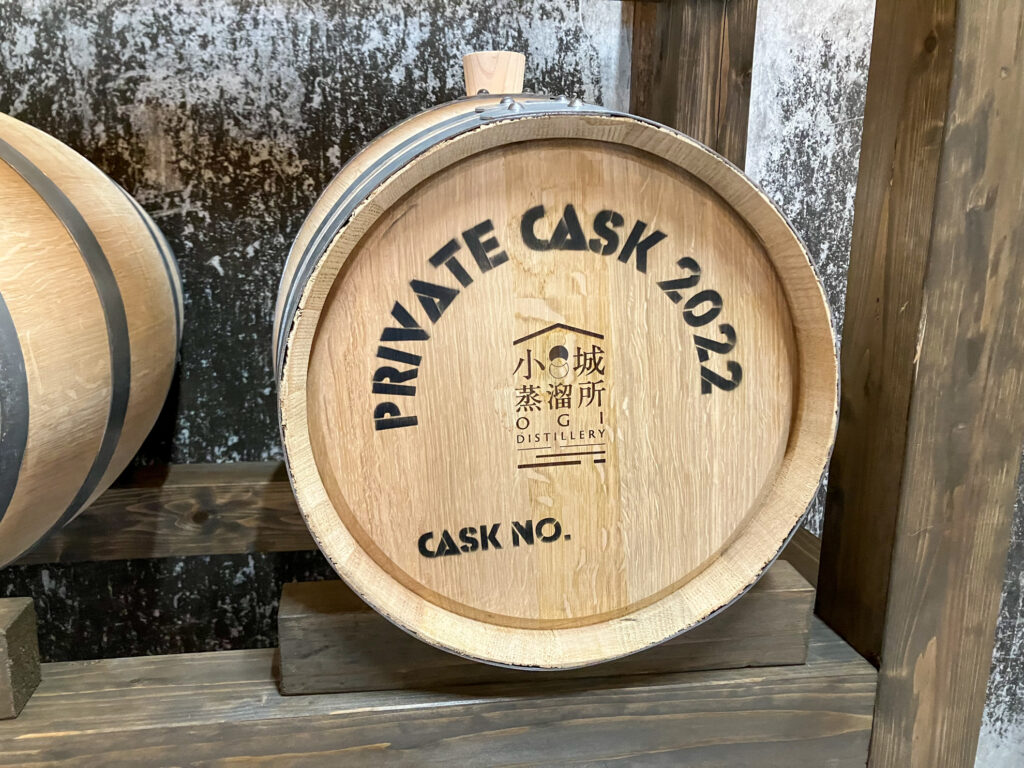 PRIVATE CASK 2022
小城
蒸溜所
OGI
DISTILLERY
CASK NO.